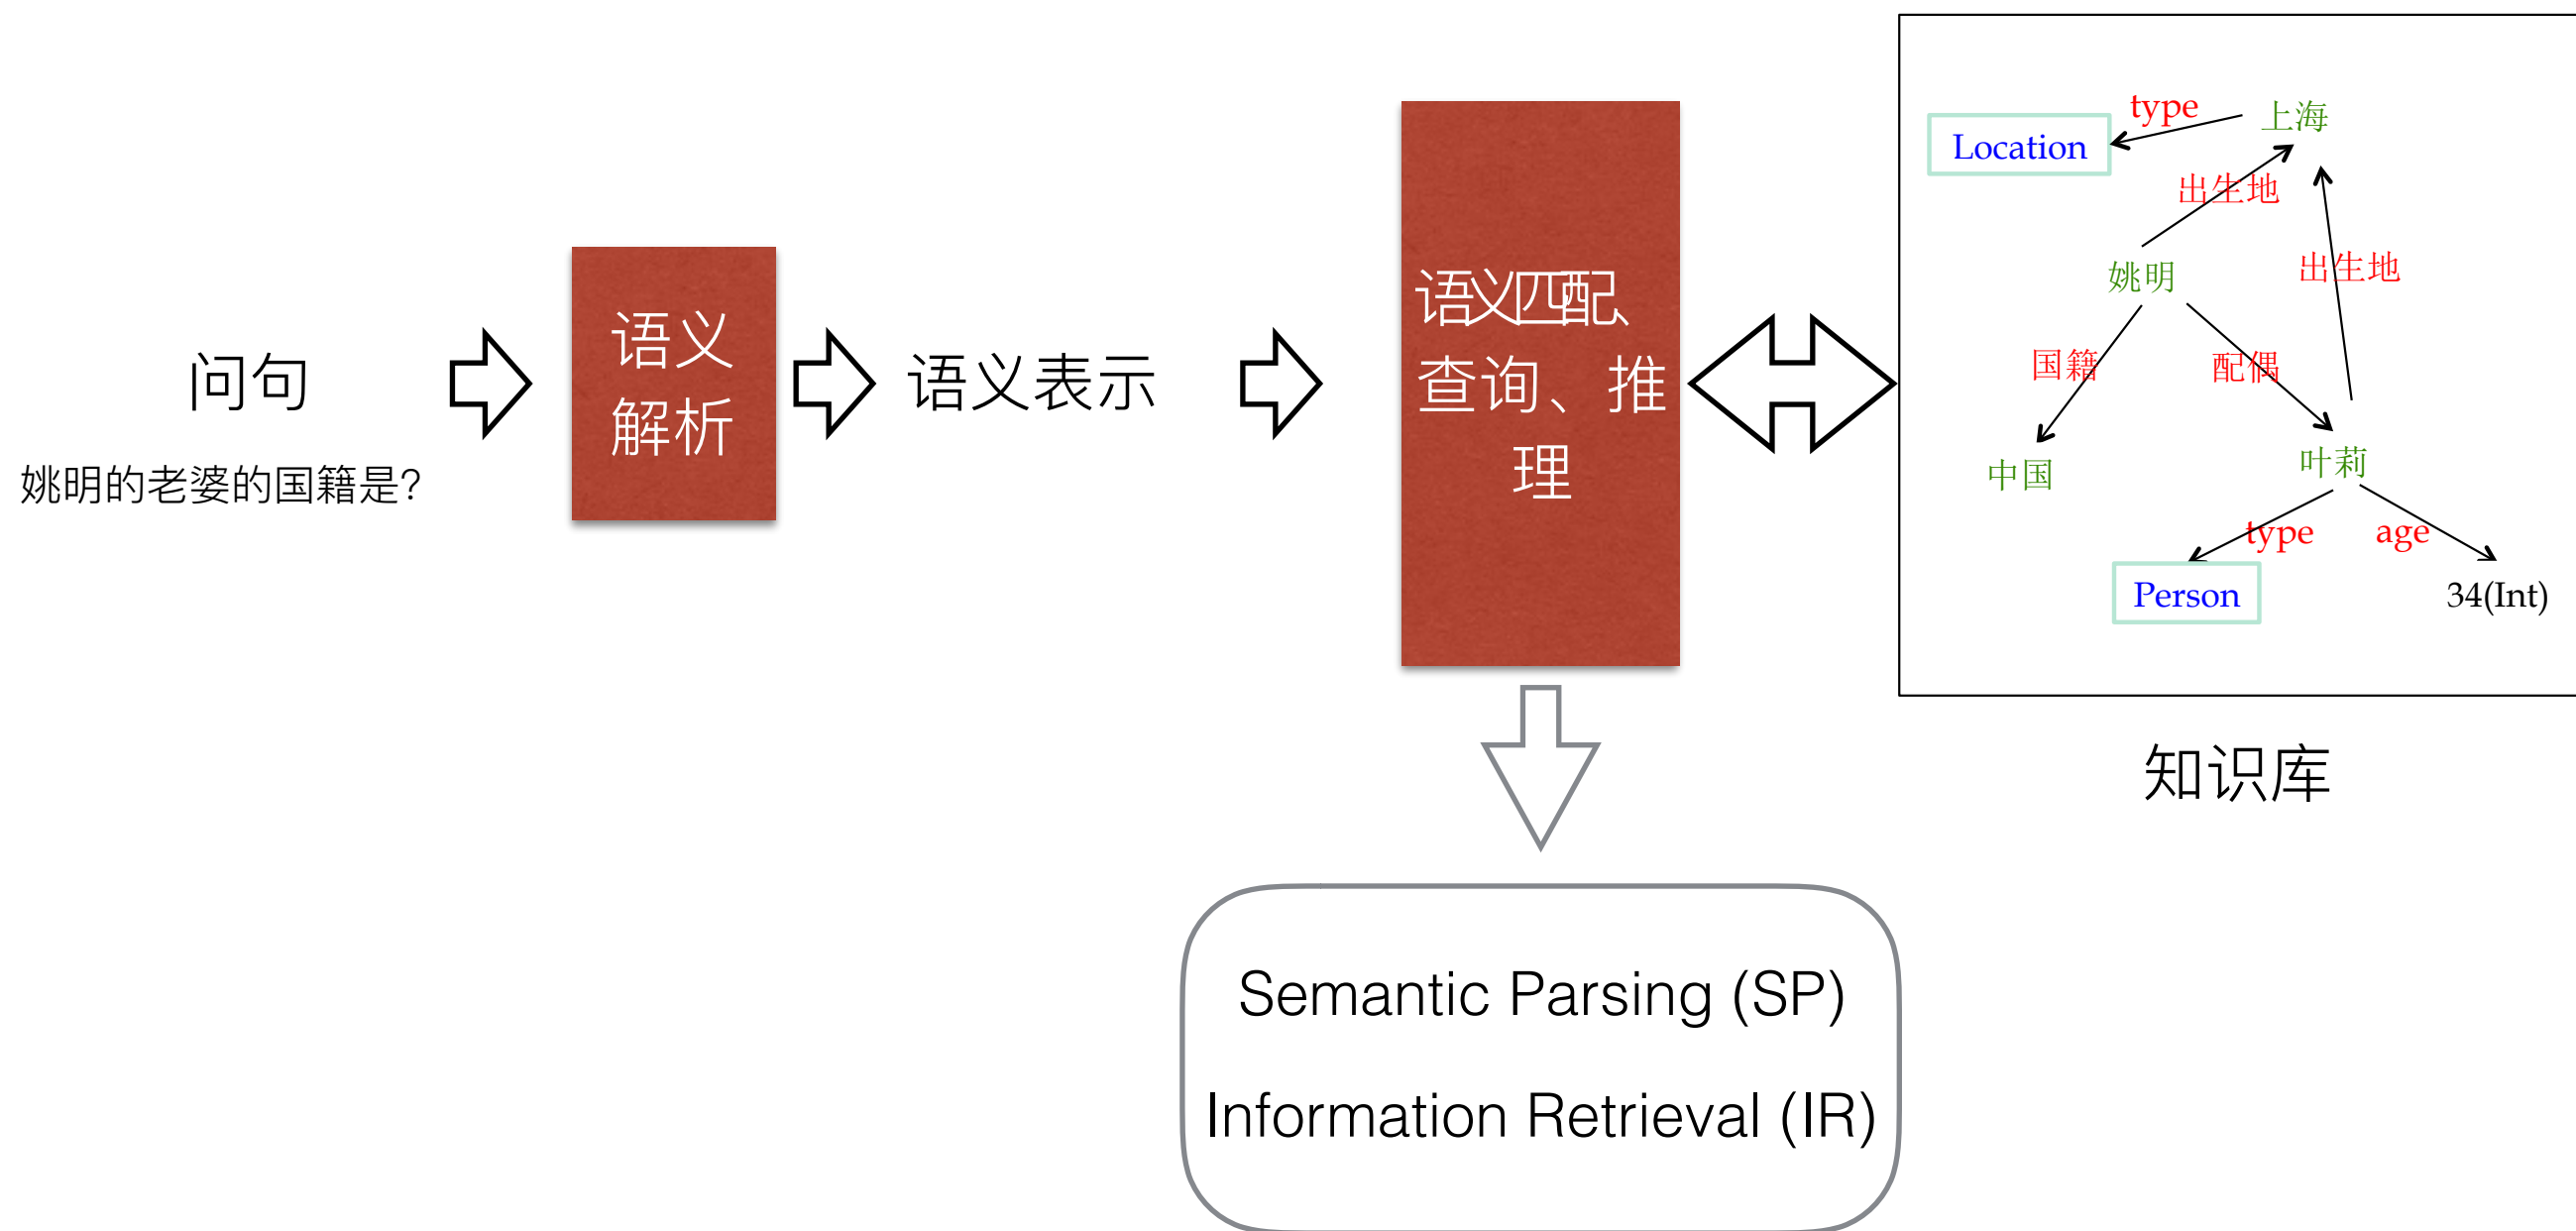 问句
姚明的老婆的国籍是?
语义
解析
语义表示
语义匹配、
查询、推
理
type
上海
Location
出生地
姚明
出生地
国籍
配偶
中国
叶莉
type
age
Person
34(Int)
知识库
Semantic Parsing (SP)
Information Retrieval (IR)